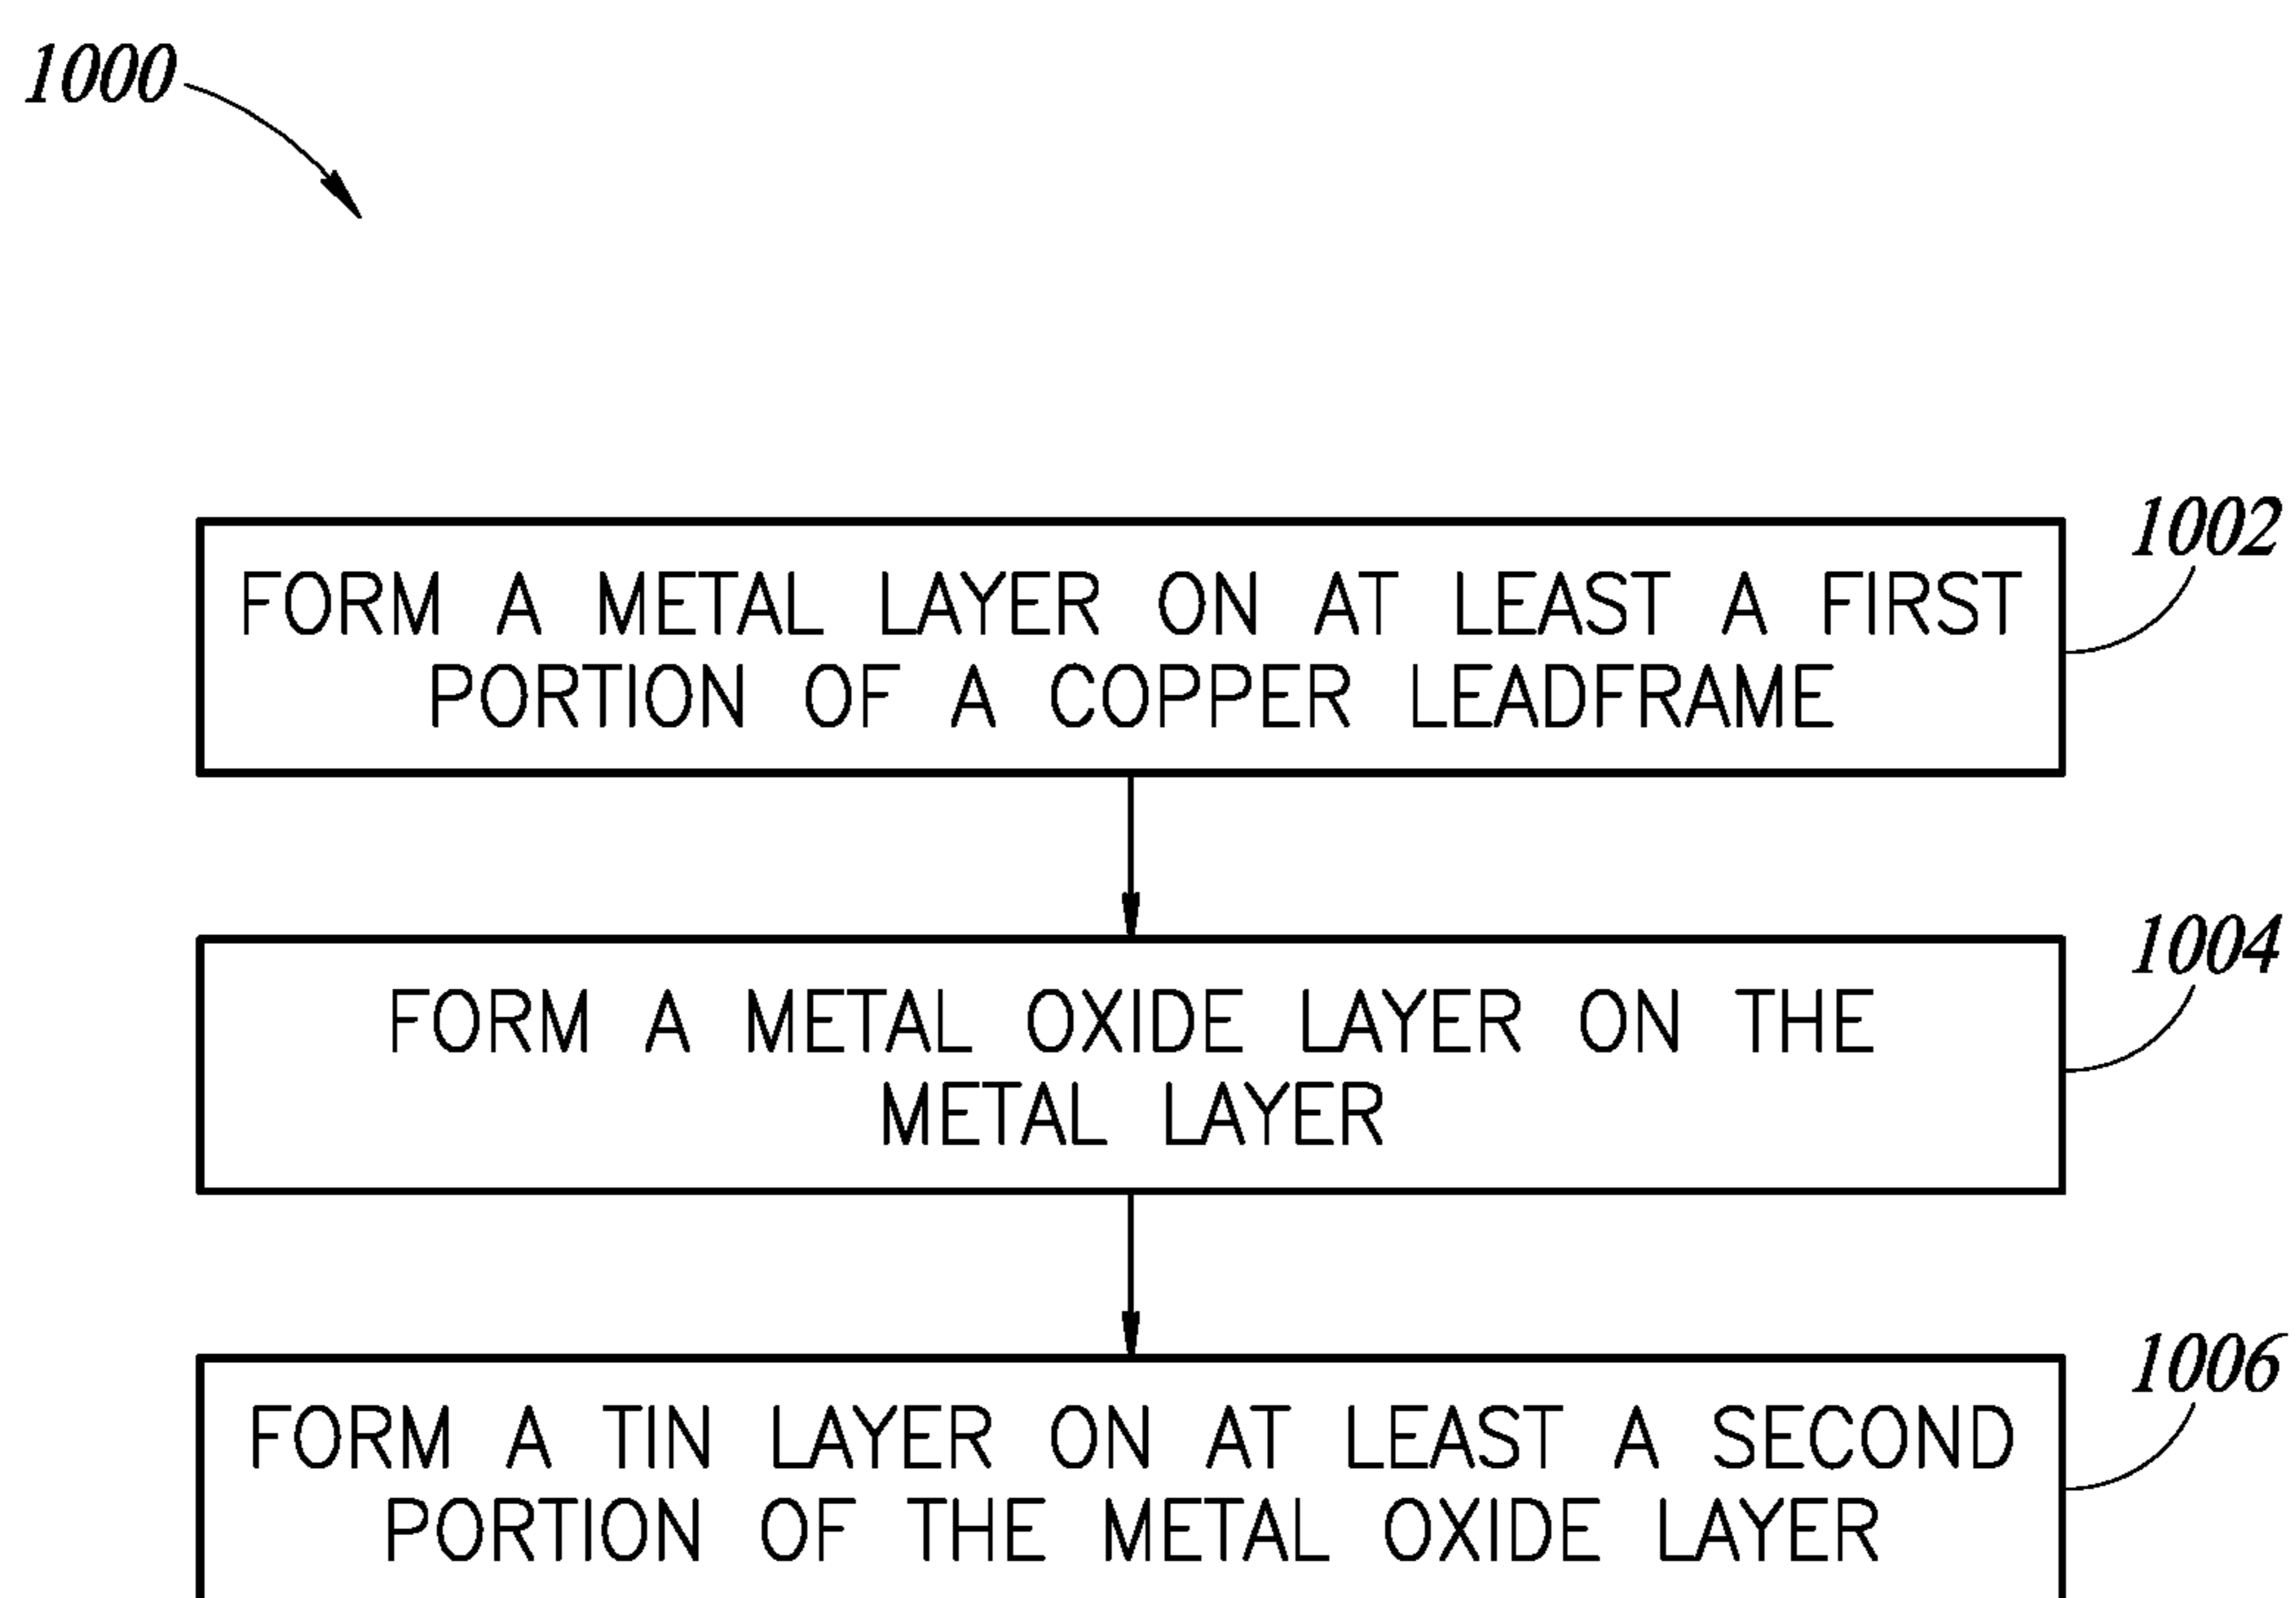 1000
1002
FORM A METAL LAYER ON AT LEAST A FIRST
PORTION OF A COPPER LEADFRAME
1004
FORM A METAL OXIDE LAYER ON THE
METAL LAYER
1006
FORM A TIN LAYER ON AT LEAST A SECOND
PORTION OF THE METAL OXIDE LAYER